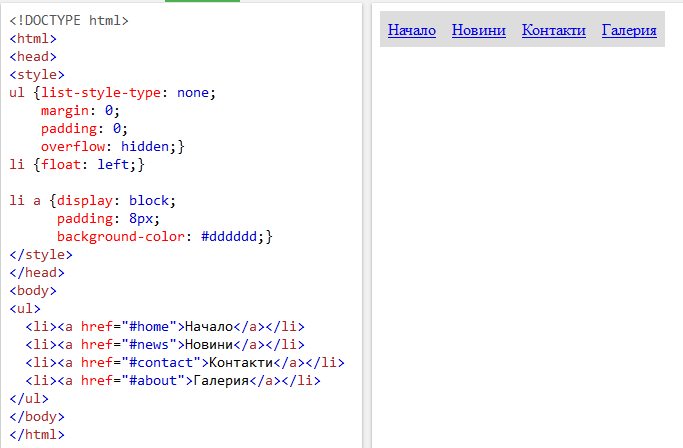 <!DOCTYPE html>
<html>
<head>
<style>
ul {list-style-type: none;
    margin: 0;
    padding: 0;
    overflow: hidden;}
li {float: left;}

li a {display: block;
      padding: 8px;
      background-color: #dddddd;}
</style>
</head>
<body>
<ul>
  <li><a href="#home">Начало</a></li>
  <li><a href="#news">Новини</a></li>
  <li><a href="#contact">Контакти</a></li>
  <li><a href="#about">Галерия</a></li>
</ul>
</body>
</html>
Начало Новини Контакти Галерия